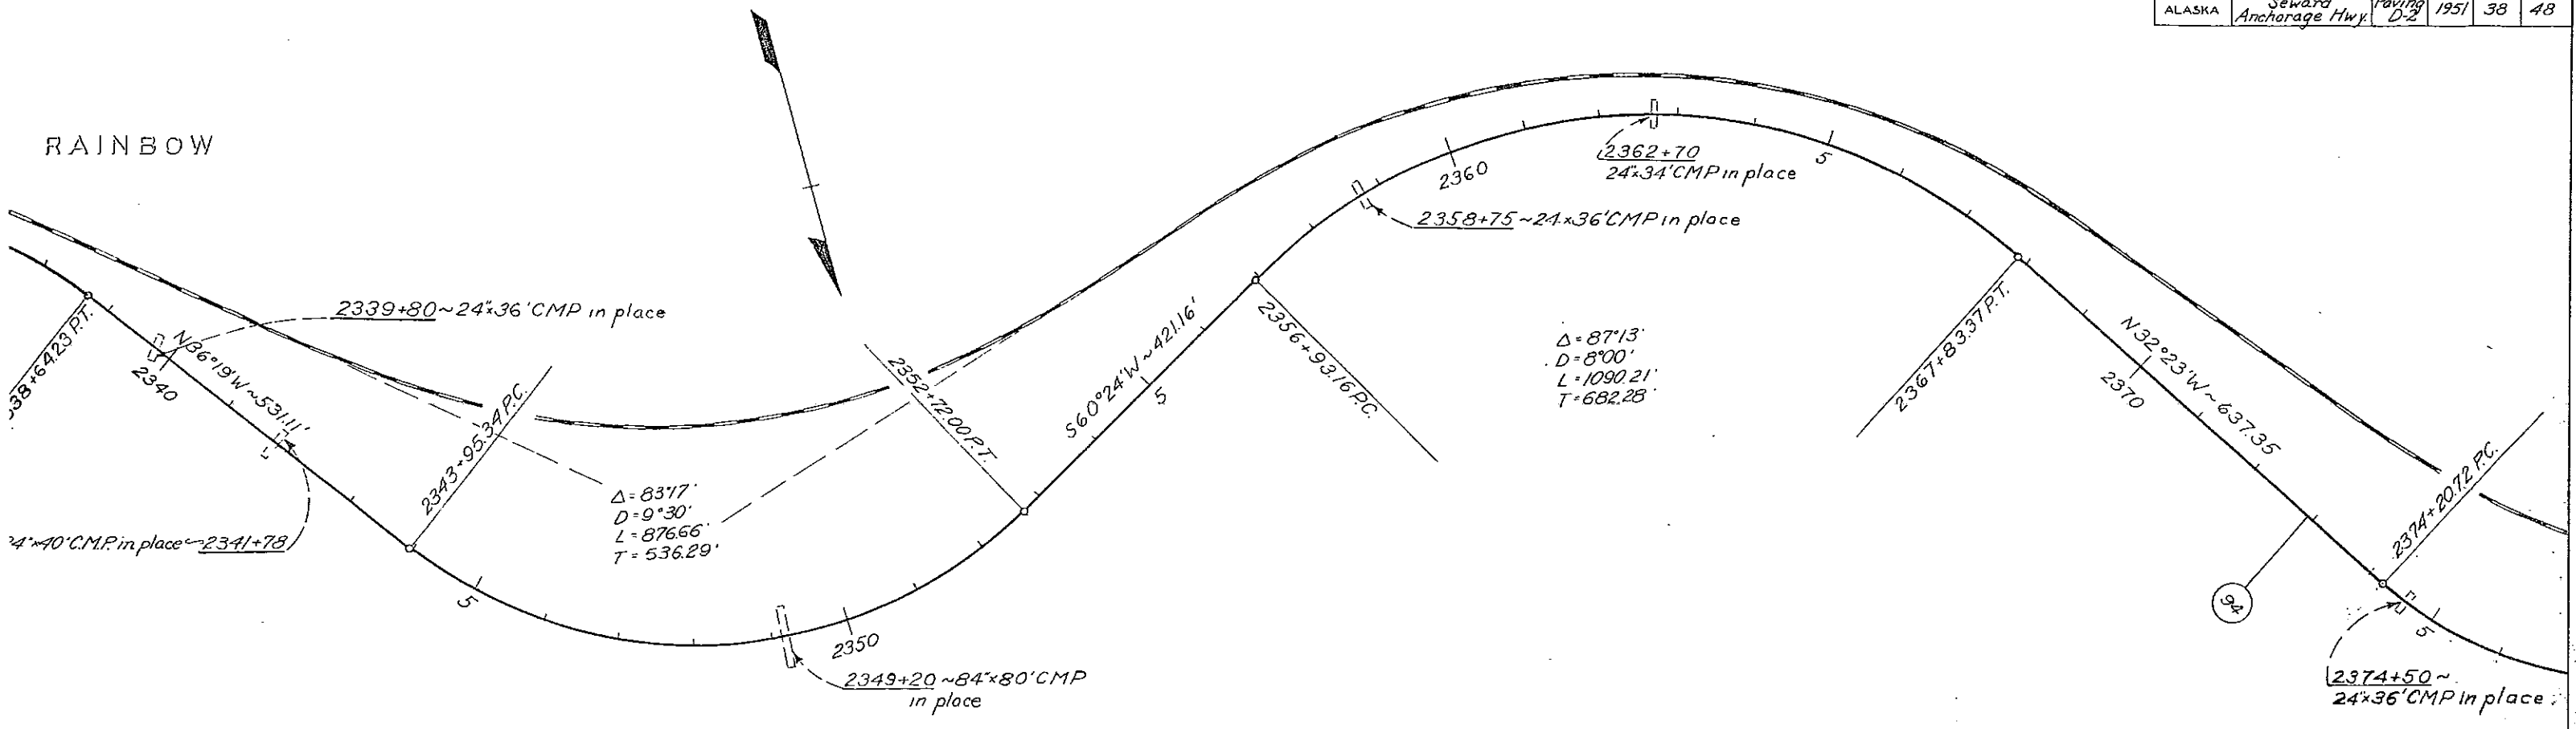 ALASKA
Seward
Anchorage Hwy.
Paving
D-2
1951
38
48
RAINBOW
38+64.23 P.T.
2339+80~24"x36'CMP in place
N36°19'W~531.11'
2340
4"x40'C.M.P. in place~2341+78
2343+95.34 P.C.
5
Δ=83°17'
D=9°30'
L=876.66'
T=536.29'
2349+20~84"x80'CMP
in place
2350
2352+72.00 P.T.
S60°24'W~421.16'
5
2356+93.16 P.C.
2358+75~24x36'CMP in place
2360
2362+70
24"x34'CMP in place
5
Δ=87°13'
D=8°00'
L=1090.21'
T=682.28'
2367+83.37 P.T.
N32°23'W~637.35
2370
94
2374+20.72 P.C.
5
2374+50~
24"x36'CMP in place